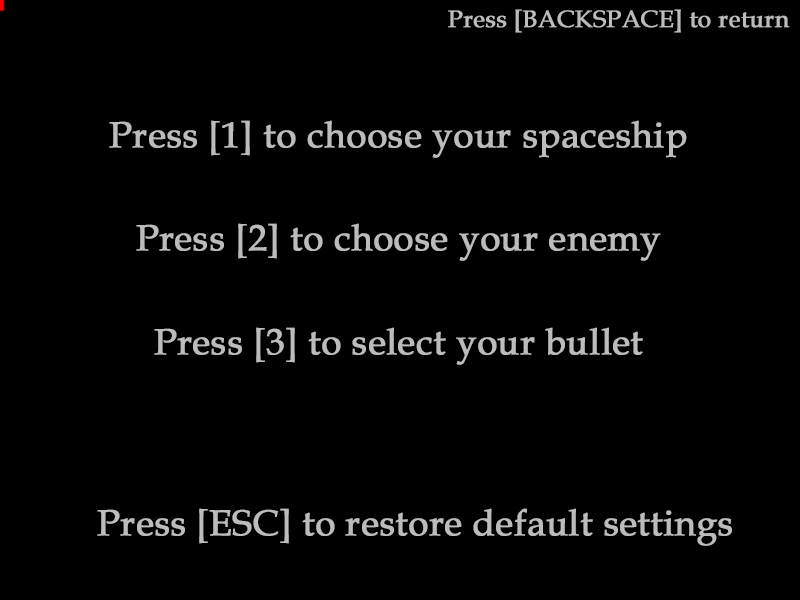 Press [BACKSPACE] to return
Press [1] to choose your spaceship
Press [2] to choose your enemy
Press [3] to select your bullet
Press [ESC] to restore default settings